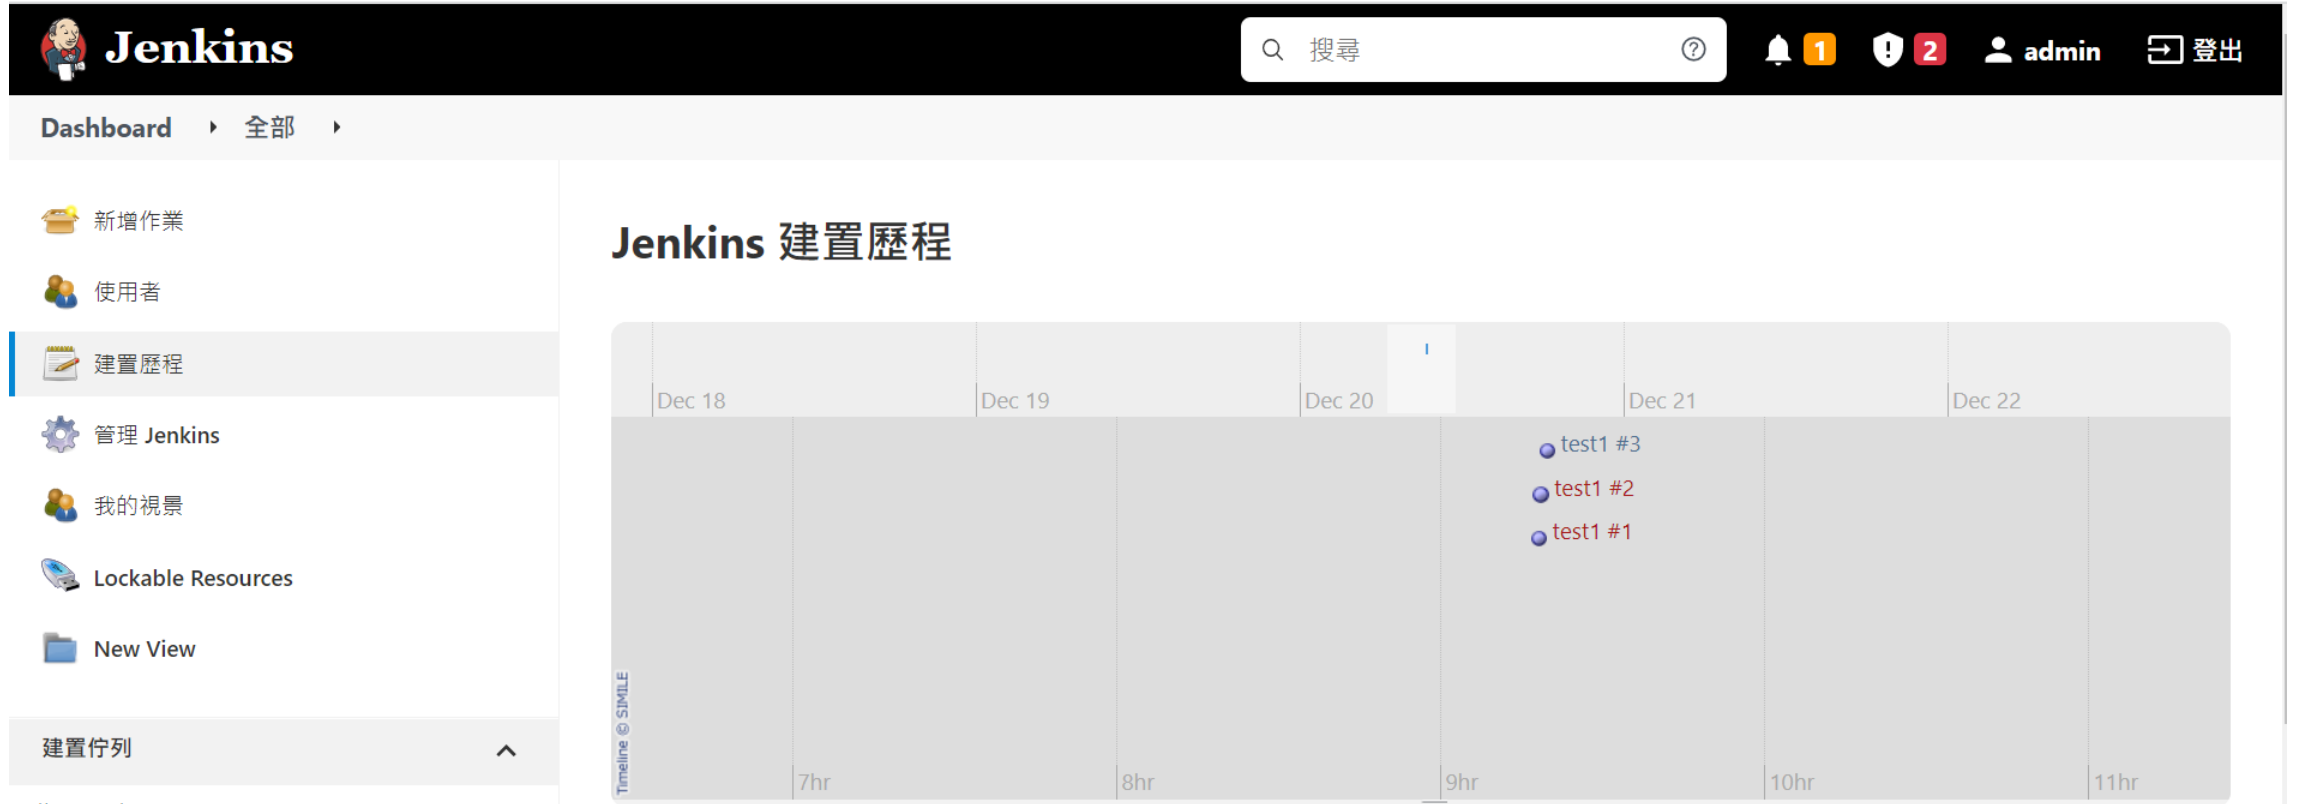 Jenkins
搜尋
1
2
admin
登出
Dashboard
全部
新增作業
使用者
建置歷程
管理 Jenkins
我的視景
Lockable Resources
New View
建置佇列
Jenkins 建置歷程
Dec 18
Dec 19
Dec 20
Dec 21
Dec 22
test1 #3
test1 #2
test1 #1
Timeline © SIMILE
7hr
8hr
9hr
10hr
11hr